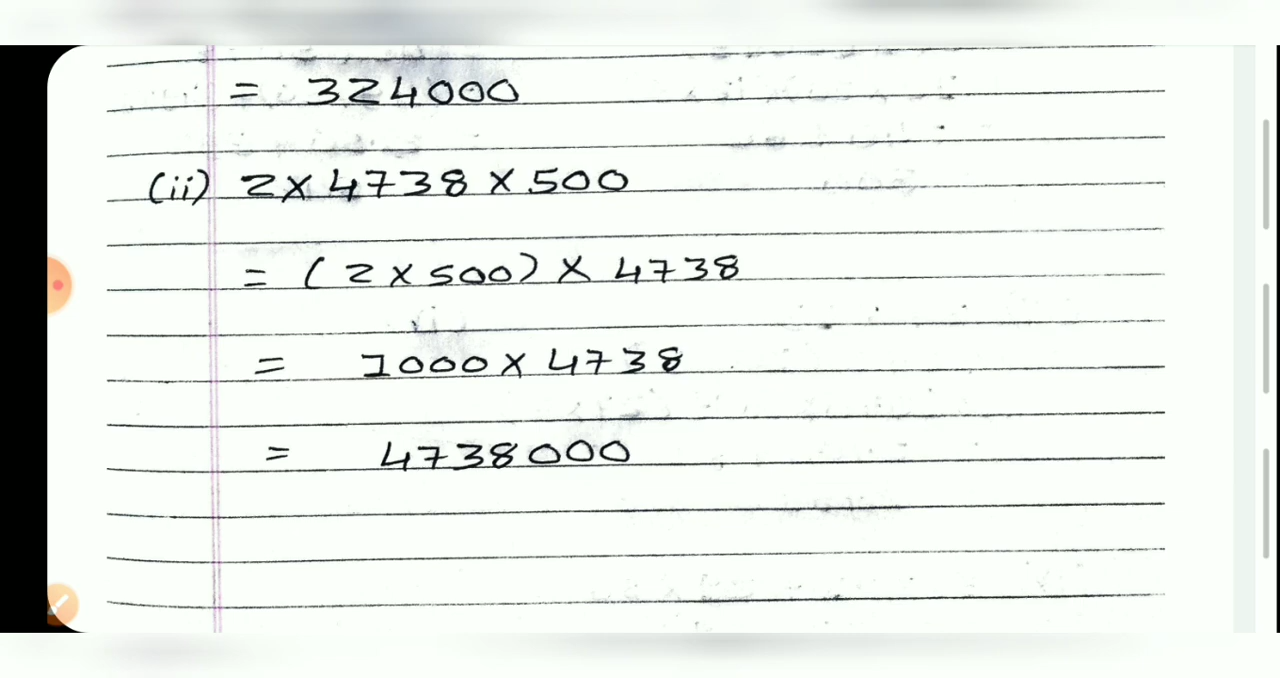 = 324000
(ii) 2 × 4738 × 500
= (2 × 500) × 4738
= 1000 × 4738
= 4738000